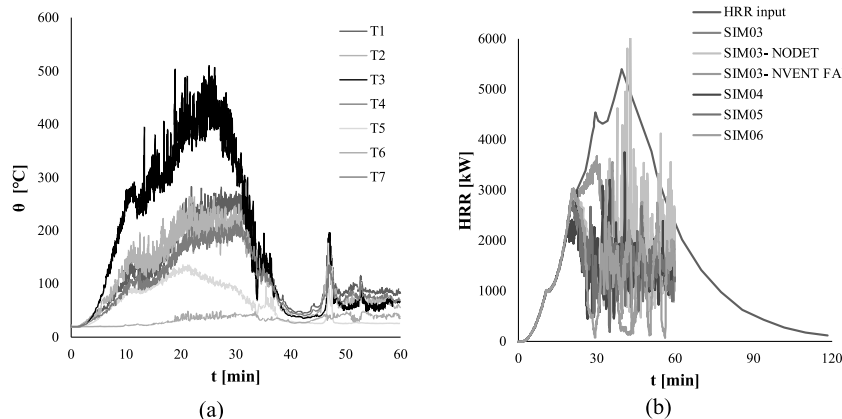 600
500
400
300
200
100
0
θ [°C]
0 10 20 30 40 50 60
t [min]
T1
T2
T3
T4
T5
T6
T7
(a)
HRR input
SIM03
SIM03- NODET
SIM03- NVENT FA
SIM04
SIM05
SIM06
6000
5000
4000
3000
2000
1000
0
HRR [kW]
0 30 60 90 120
t [min]
(b)